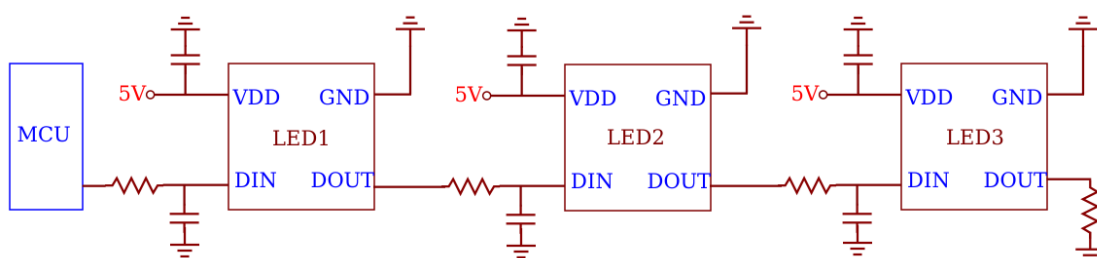 MCU
5V
VDD
GND
LED1
DIN
DOUT
5V
VDD
GND
LED2
DIN
DOUT
5V
VDD
GND
LED3
DIN
DOUT